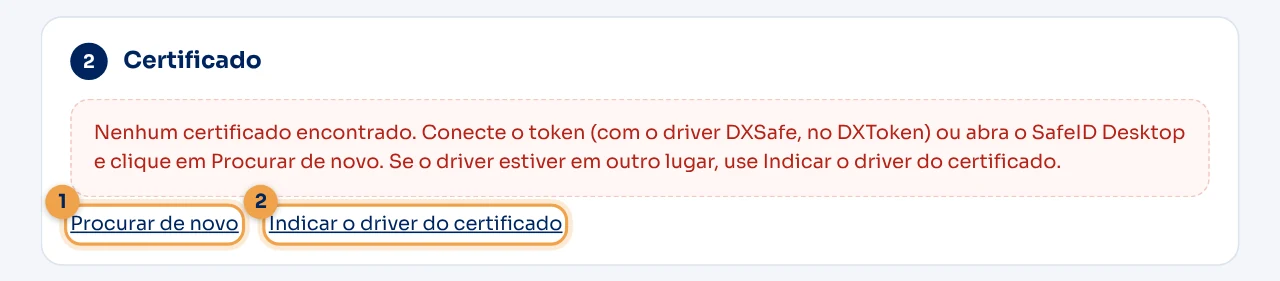 2 Certificado
Nenhum certificado encontrado. Conecte o token (com o driver DXSafe, no DXToken) ou abra o SafeID Desktop
e clique em Procurar de novo. Se o driver estiver em outro lugar, use Indicar o driver do certificado.
1 2
Procurar de novo Indicar o driver do certificado